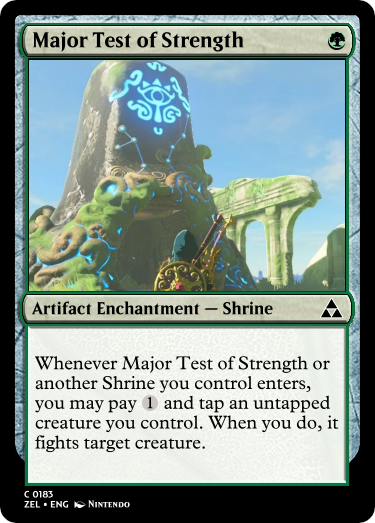 Major Test of Strength
Artifact Enchantment — Shrine
Whenever Major Test of Strength or
another Shrine you control enters,
you may pay 1 and tap an untapped
creature you control. When you do, it
fights target creature.
C 0183
ZEL • ENG Nintendo